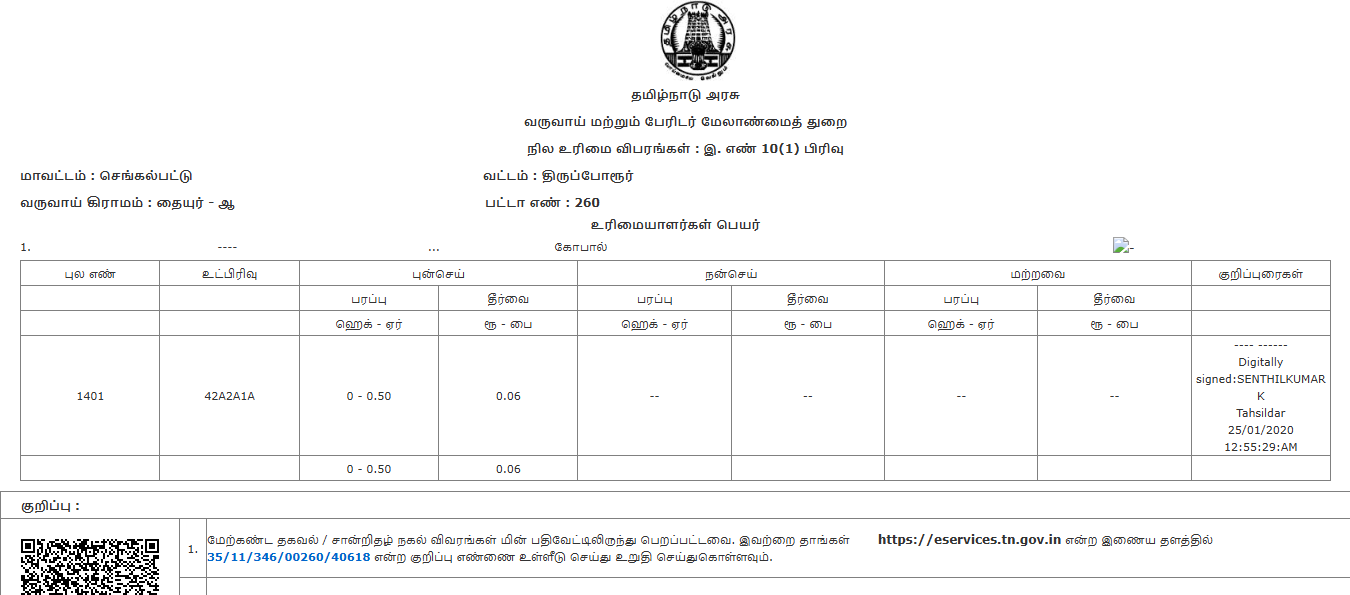 தமிழ்நாடு அரசு
வருவாய் மற்றும் பேரிடர் மேலாண்மைத் துறை
நில உரிமை விபரங்கள் : இ. எண் 10(1) பிரிவு
மாவட்டம் : செங்கல்பட்டு வட்டம் : திருப்போரூர்
வருவாய் கிராமம் : தையுர் - ஆ பட்டா எண் : 260
உரிமையாளர்கள் பெயர்
1. ---- ... கோபால் -
புல எண் உட்பிரிவு புன்செய் நன்செய் மற்றவை குறிப்புரைகள்
பரப்பு தீர்வை பரப்பு தீர்வை பரப்பு தீர்வை
ஹெக் - ஏர் ரூ - பை ஹெக் - ஏர் ரூ - பை ஹெக் - ஏர் ரூ - பை
1401 42A2A1A 0 - 0.50 0.06 -- -- -- --
---- ------
Digitally
signed:SENTHILKUMAR
K
Tahsildar
25/01/2020
12:55:29:AM
0 - 0.50 0.06
குறிப்பு :
1. மேற்கண்ட தகவல் / சான்றிதழ் நகல் விவரங்கள் மின் பதிவேட்டிலிருந்து பெறப்பட்டவை. இவற்றை தாங்கள் https://eservices.tn.gov.in என்ற இணைய தளத்தில்
35/11/346/00260/40618 என்ற குறிப்பு எண்ணை உள்ளீடு செய்து உறுதி செய்துகொள்ளவும்.